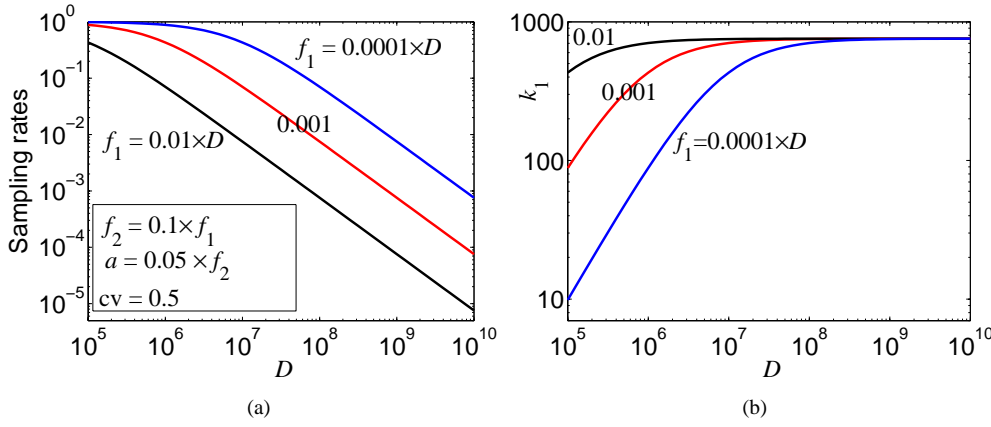 10^0
10^-1
10^-2
10^-3
10^-4
10^-5
Sampling rates
f_1 = 0.0001×D
0.001
f_1 = 0.01×D
f_2 = 0.1×f_1
a = 0.05 ×f_2
cv = 0.5
10^5 10^6 10^7 10^8 10^9 10^10
D
(a)
1000
100
10
k_1
0.01
0.001
f_1=0.0001×D
10^5 10^6 10^7 10^8 10^9 10^10
D
(b)